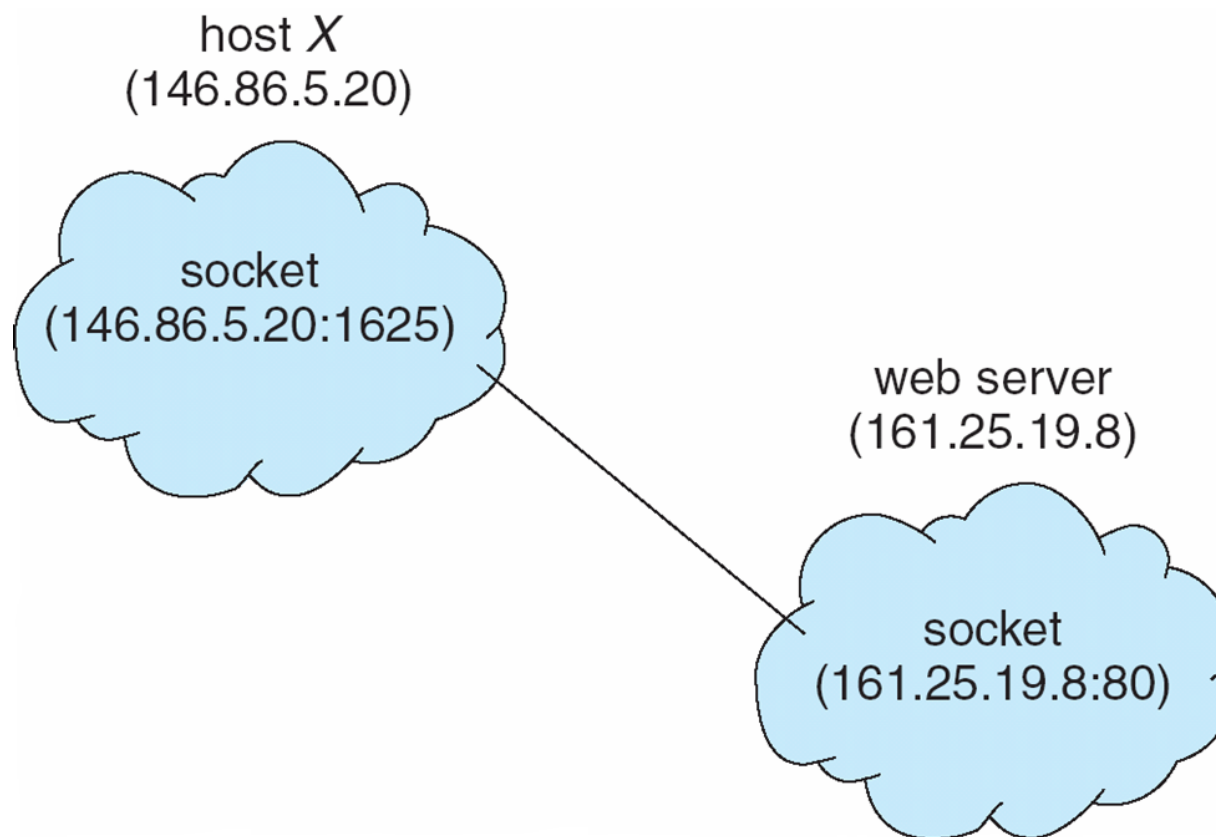 host X
(146.86.5.20)
socket
(146.86.5.20:1625)
web server
(161.25.19.8)
socket
(161.25.19.8:80)